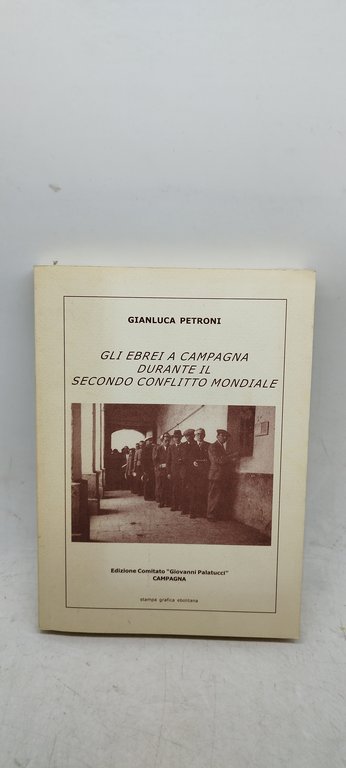 GIANLUCA PETRONI
GLI EBREI A CAMPAGNA
DURANTE IL
SECONDO CONFLITTO MONDIALE
Edizione Comitato "Giovanni Palatucci"
CAMPAGNA
stampa grafica ebolitana